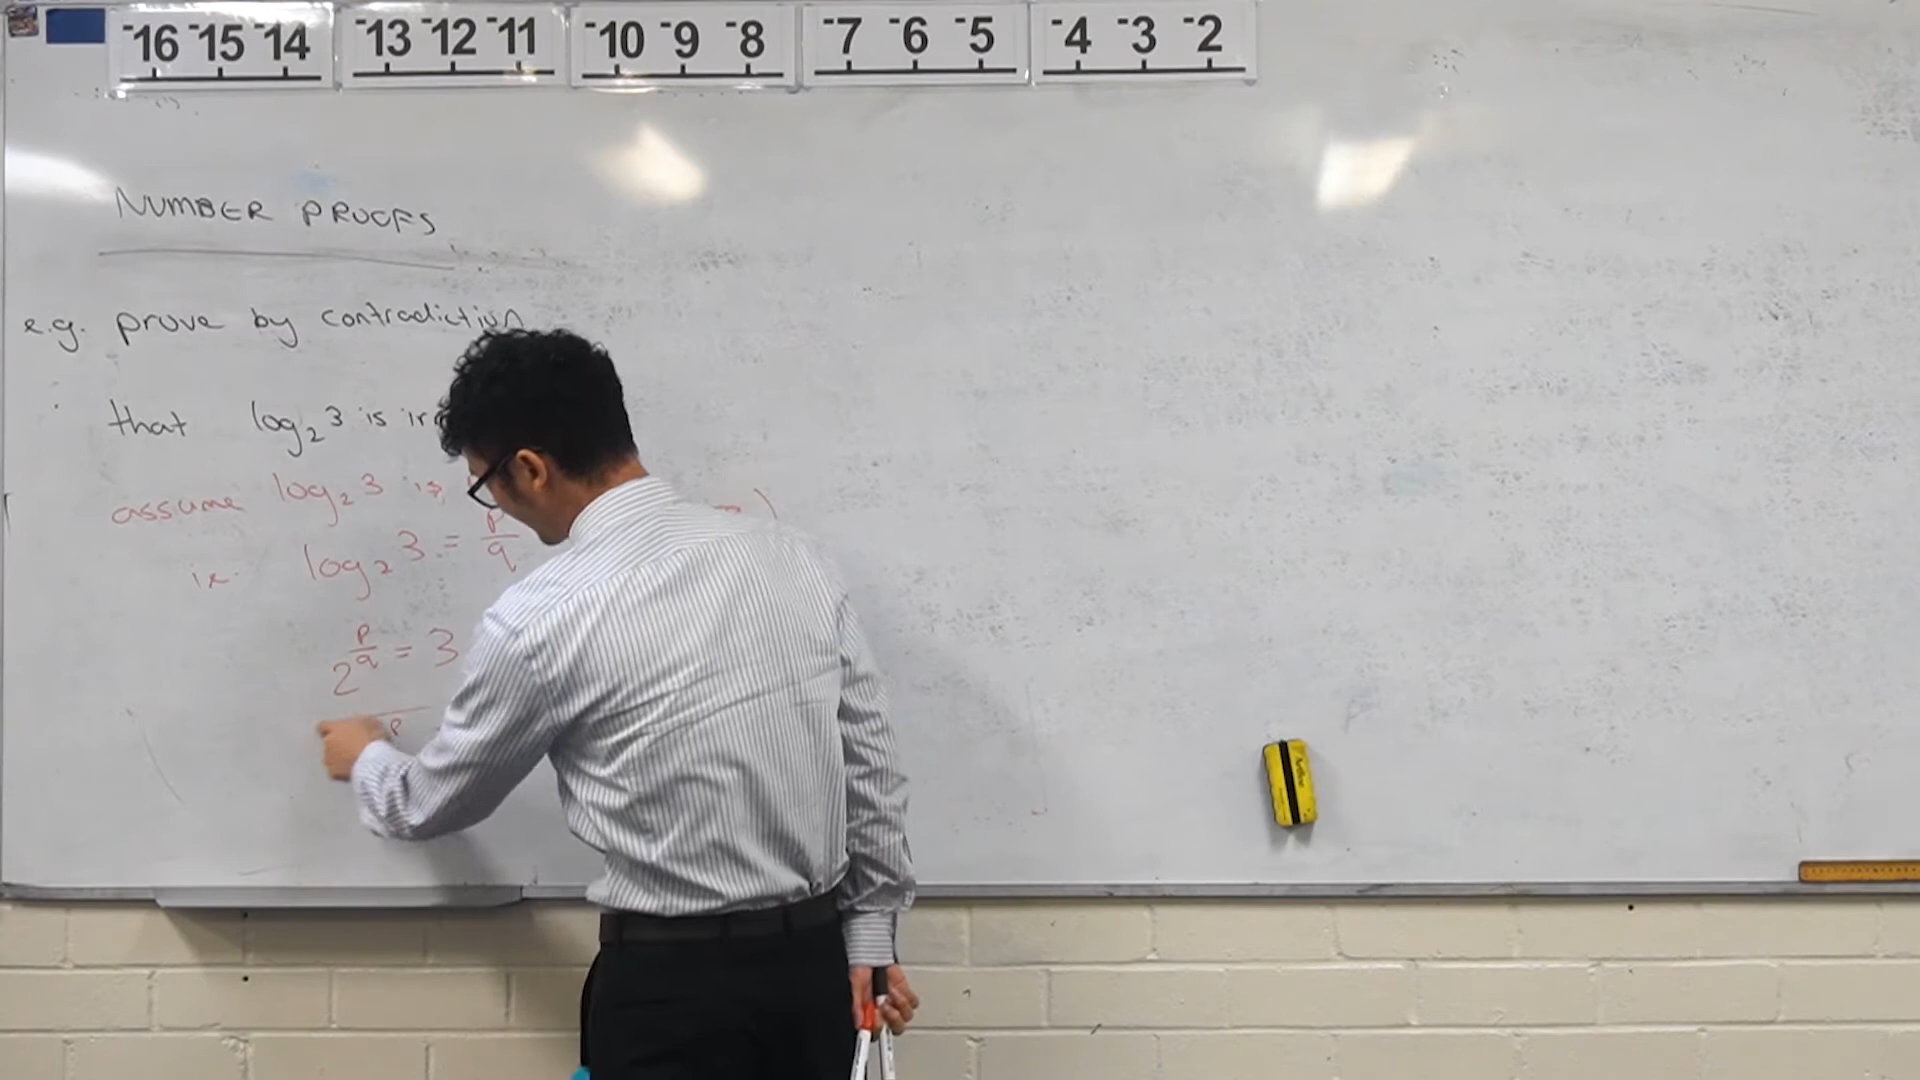 -16 -15 -14 -13 -12 -11 -10 -9 -8 -7 -6 -5 -4 -3 -2
NUMBER PROOFS
e.g. prove by contradiction
that log₂3 is
assume log₂3 is
ie. log₂3 = p/q
2^(p/q) = 3
p